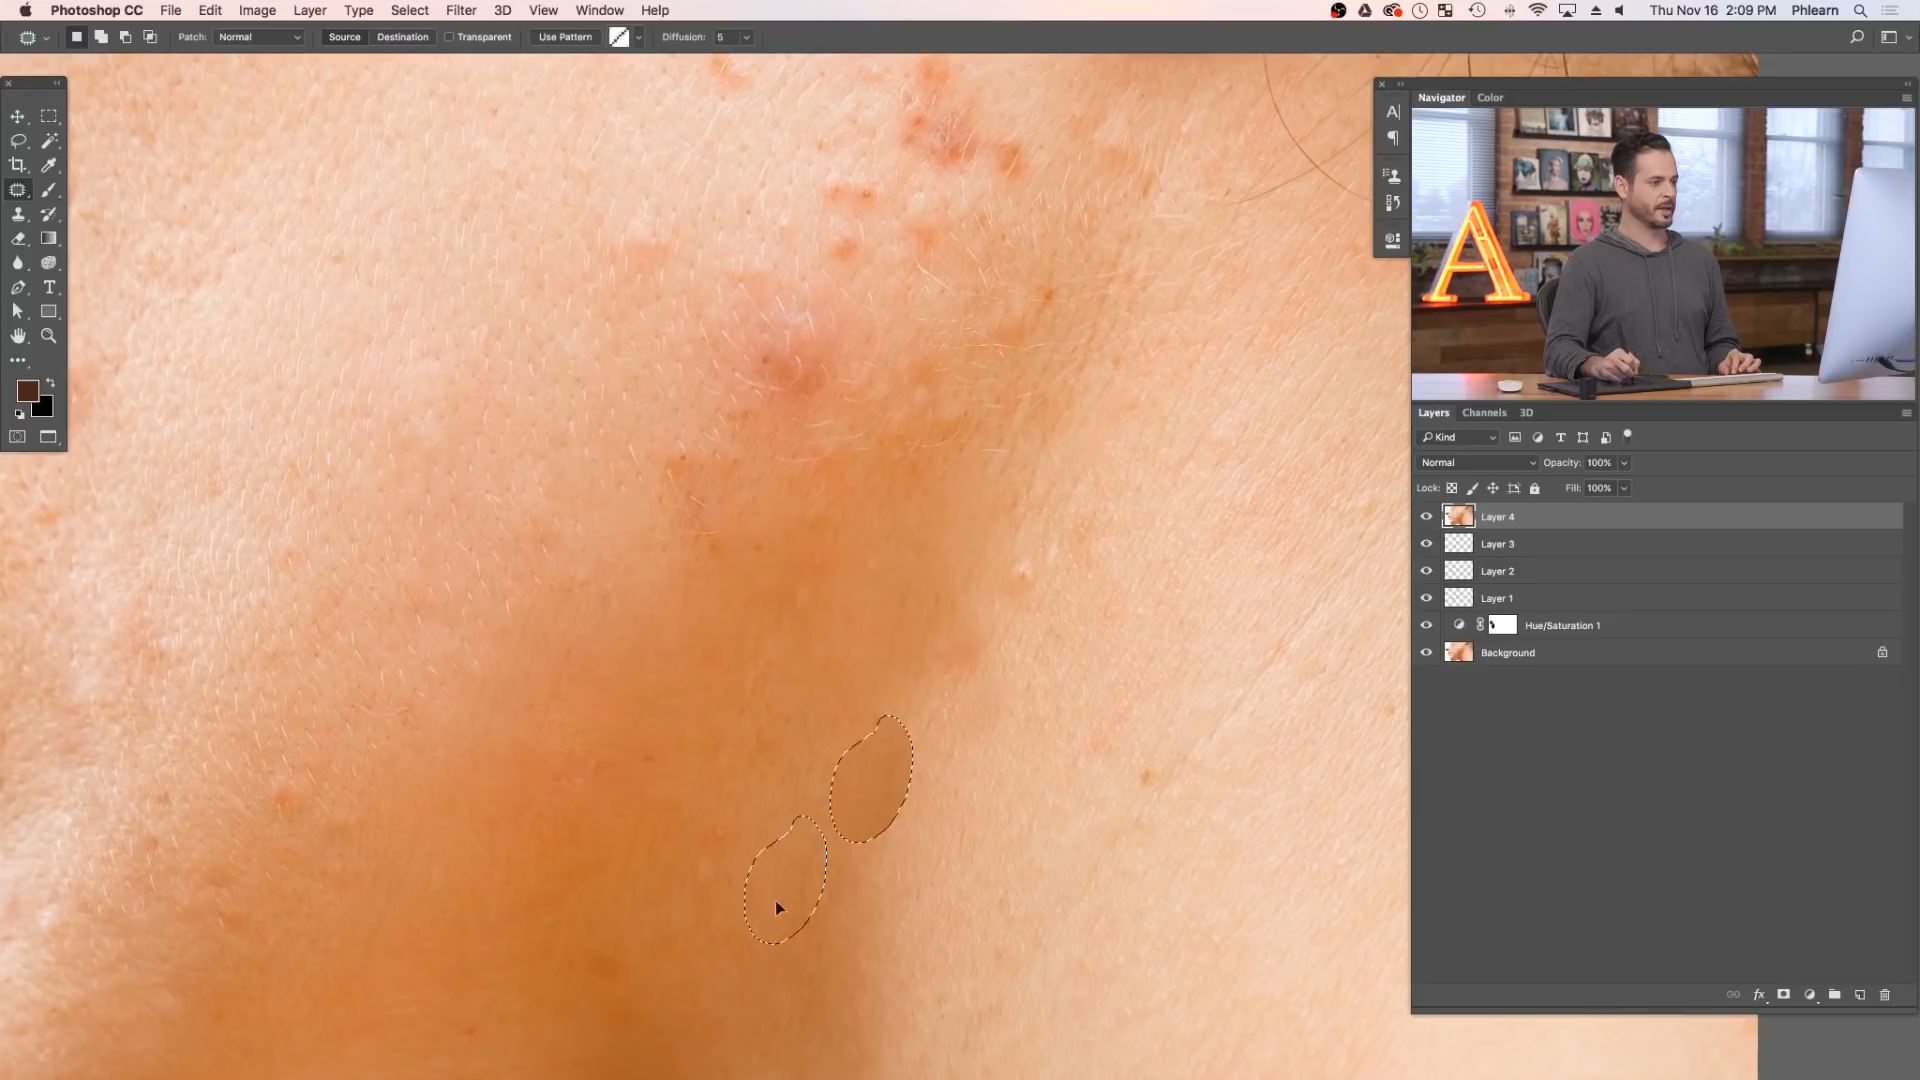 Photoshop CC File Edit Image Layer Type Select Filter 3D View Window Help Thu Nov 16 2:09 PM Phlearn
Patch: Normal Source Destination Transparent Use Pattern Diffusion: 5
Navigator Color
A
Layers Channels 3D
Kind
Normal Opacity: 100%
Lock: Fill: 100%
Layer 4
Layer 3
Layer 2
Layer 1
Hue/Saturation 1
Background
fx